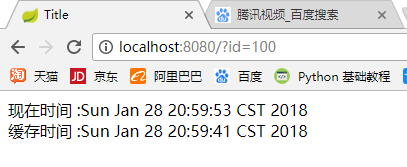 Title
腾讯视频_百度搜索
localhost:8080/?id=100
淘 天猫 JD 京东 阿里巴巴 百度 Python 基础教程
现在时间 :Sun Jan 28 20:59:53 CST 2018
缓存时间 :Sun Jan 28 20:59:41 CST 2018